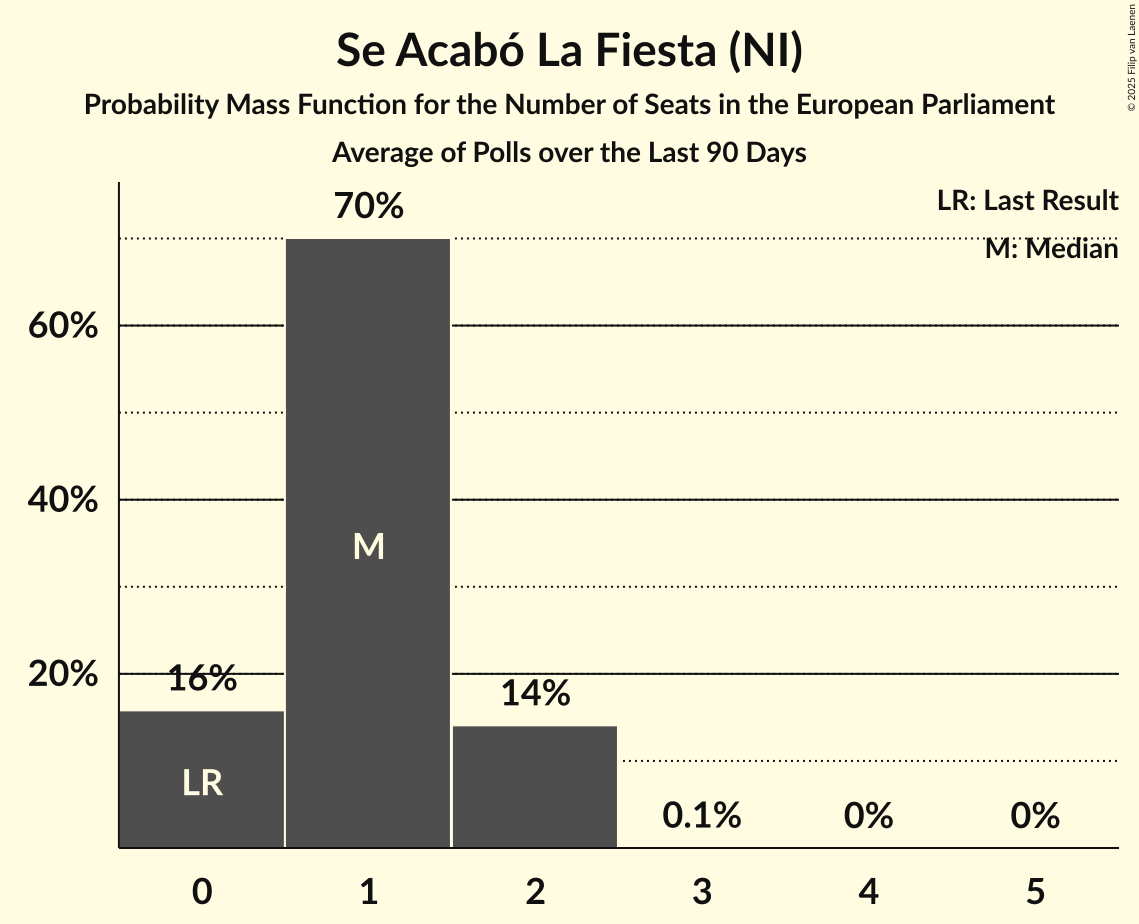 Se Acabó La Fiesta (NI)
Probability Mass Function for the Number of Seats in the European Parliament
Average of Polls over the Last 90 Days
© 2025 Filip van Laenen
LR: Last Result
M: Median
70%
60%
40%
20%
M
16%
14%
LR
0.1%
0%
0%
0
1
2
3
4
5